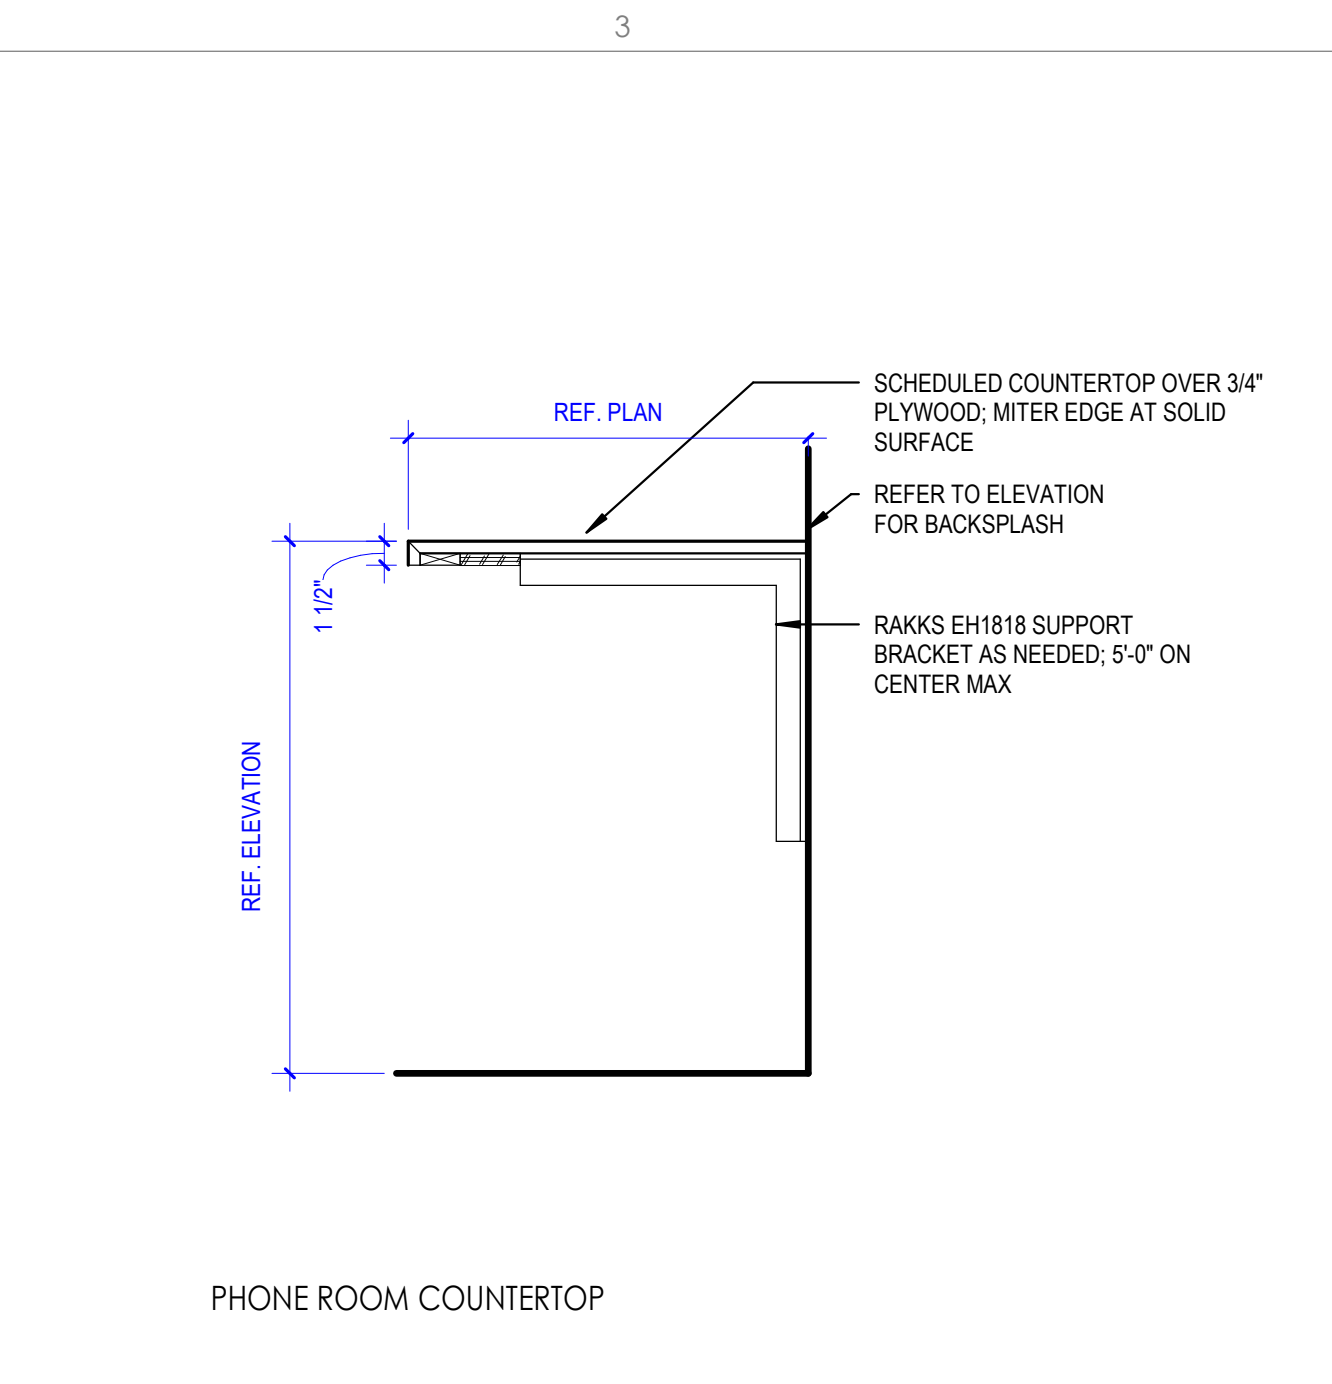 3
SCHEDULED COUNTERTOP OVER 3/4"
PLYWOOD; MITER EDGE AT SOLID
SURFACE
REF. PLAN
REFER TO ELEVATION
FOR BACKSPLASH
1 1/2"
RAKKS EH1818 SUPPORT
BRACKET AS NEEDED; 5'-0" ON
CENTER MAX
REF. ELEVATION
PHONE ROOM COUNTERTOP